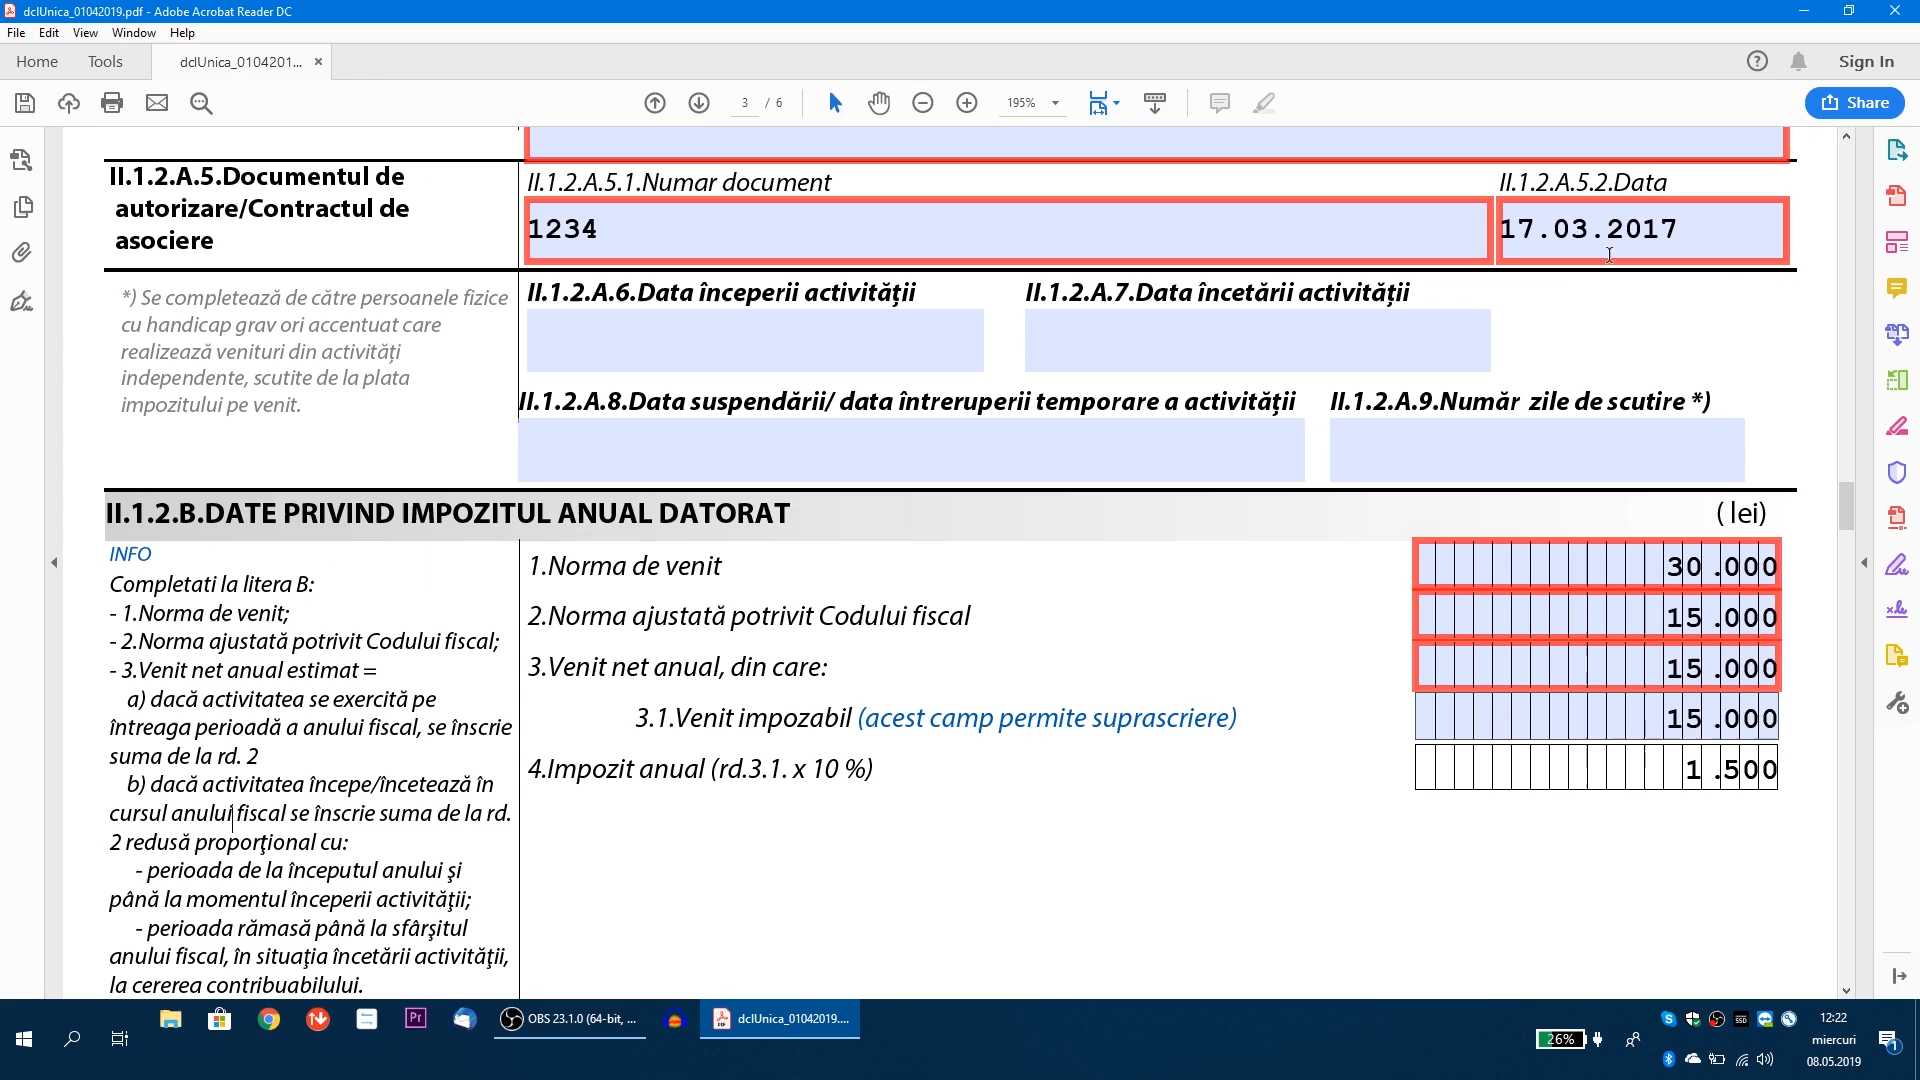 dclUnica_01042019.pdf - Adobe Acrobat Reader DC
File Edit View Window Help
Home Tools dclUnica_0104201... × Sign In
3 / 6 195% Share
II.1.2.A.5.Documentul de
autorizare/Contractul de
asociere
II.1.2.A.5.1.Numar document II.1.2.A.5.2.Data
1234 17.03.2017
*) Se completează de către persoanele fizice
cu handicap grav ori accentuat care
realizează venituri din activități
independente, scutite de la plata
impozitului pe venit.
II.1.2.A.6.Data începerii activității II.1.2.A.7.Data încetării activității
II.1.2.A.8.Data suspendării/ data întreruperii temporare a activității II.1.2.A.9.Număr zile de scutire *)
II.1.2.B.DATE PRIVIND IMPOZITUL ANUAL DATORAT ( lei)
INFO
Completati la litera B:
- 1.Norma de venit;
- 2.Norma ajustată potrivit Codului fiscal;
- 3.Venit net anual estimat =
a) dacă activitatea se exercită pe
întreaga perioadă a anului fiscal, se înscrie
suma de la rd. 2
b) dacă activitatea începe/încetează în
cursul anului fiscal se înscrie suma de la rd.
2 redusă proporţional cu:
- perioada de la începutul anului şi
până la momentul începerii activităţii;
- perioada rămasă până la sfârşitul
anului fiscal, în situaţia încetării activităţii,
la cererea contribuabilului.
1.Norma de venit 30.000
2.Norma ajustată potrivit Codului fiscal 15.000
3.Venit net anual, din care: 15.000
3.1.Venit impozabil (acest camp permite suprascriere) 15.000
4.Impozit anual (rd.3.1. x 10 %) 1.500
OBS 23.1.0 (64-bit, ... dclUnica_01042019....
26%
12:22
miercuri
08.05.2019